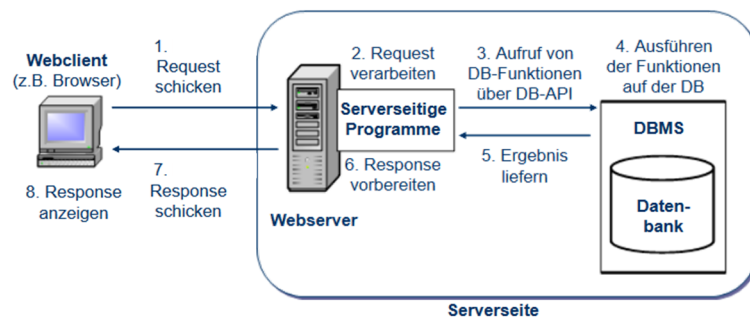 Webclient
(z.B. Browser)
1.
Request
schicken
2. Request
verarbeiten
3. Aufruf von
DB-Funktionen
über DB-API
4. Ausführen
der Funktionen
auf der DB
Serverseitige
Programme
DBMS
Daten-
bank
5. Ergebnis
liefern
6. Response
vorbereiten
7.
Response
schicken
8. Response
anzeigen
Webserver
Serverseite